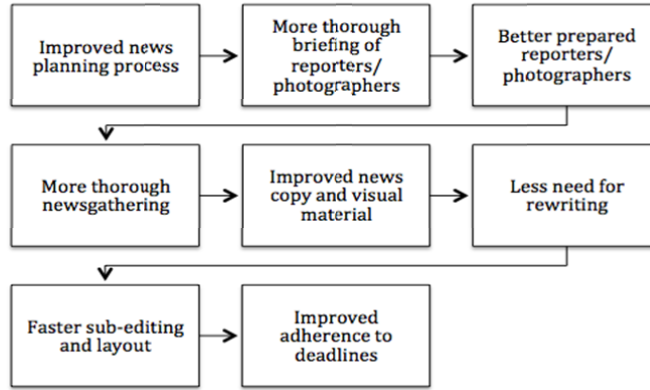 Improved news
planning process
More thorough
briefing of
reporters/
photographers
Better prepared
reporters/
photographers
More thorough
newsgathering
Improved news
copy and visual
material
Less need for
rewriting
Faster sub-editing
and layout
Improved
adherence to
deadlines